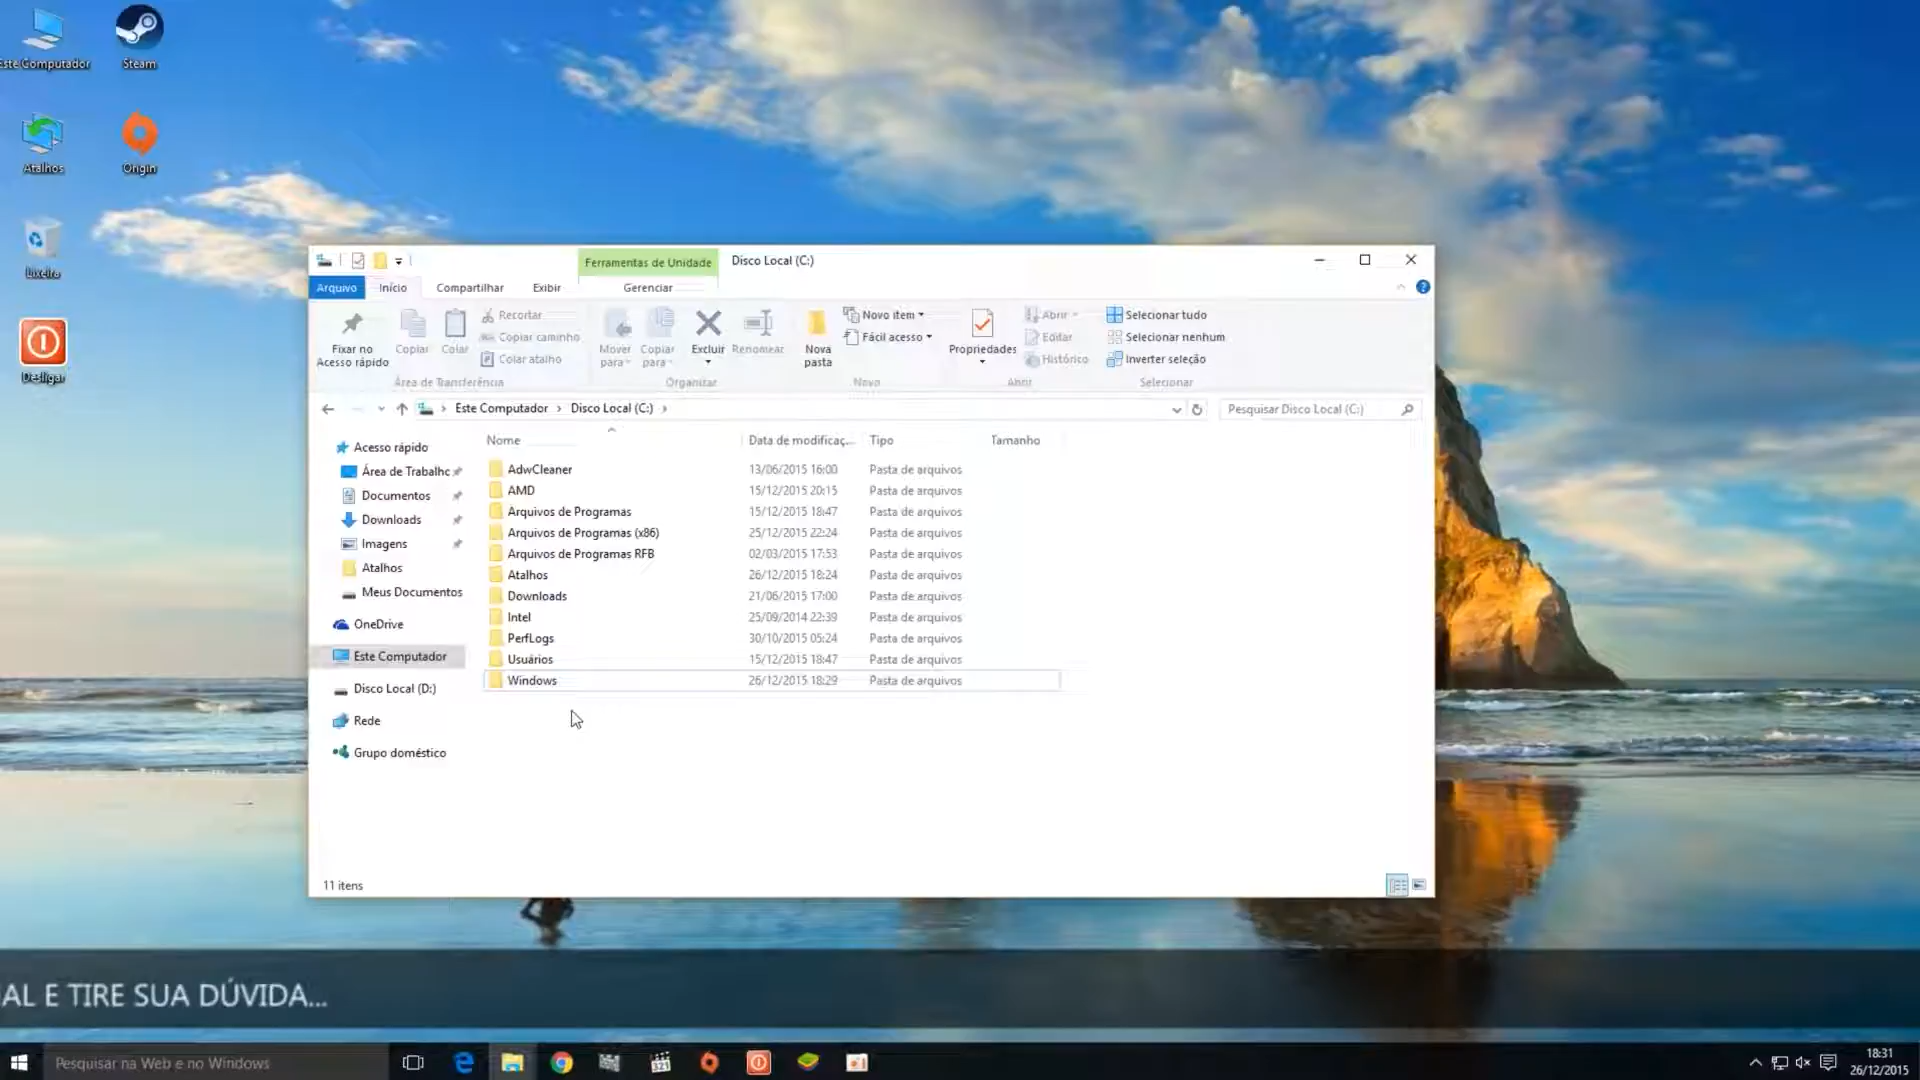 Este Computador
Steam
Atalhos
Origin
Lixeira
Desligar
Ferramentas de Unidade
Disco Local (C:)
Arquivo
Início
Compartilhar
Exibir
Gerenciar
Fixar no
Acesso rápido
Copiar
Colar
Recortar
Copiar caminho
Colar atalho
Área de Transferência
Mover
para
Copiar
para
Excluir
Renomear
Organizar
Nova
pasta
Novo item
Fácil acesso
Novo
Propriedades
Abrir
Editar
Histórico
Abrir
Selecionar tudo
Selecionar nenhum
Inverter seleção
Selecionar
Este Computador > Disco Local (C:) >
Pesquisar Disco Local (C:)
Acesso rápido
Área de Trabalho
Documentos
Downloads
Imagens
Atalhos
Meus Documentos
OneDrive
Este Computador
Disco Local (D:)
Rede
Grupo doméstico
Nome Data de modificaç... Tipo Tamanho
AdwCleaner 13/06/2015 16:00 Pasta de arquivos
AMD 15/12/2015 20:15 Pasta de arquivos
Arquivos de Programas 15/12/2015 18:47 Pasta de arquivos
Arquivos de Programas (x86) 25/12/2015 22:24 Pasta de arquivos
Arquivos de Programas RFB 02/03/2015 17:53 Pasta de arquivos
Atalhos 26/12/2015 18:24 Pasta de arquivos
Downloads 21/06/2015 17:00 Pasta de arquivos
Intel 25/09/2014 22:39 Pasta de arquivos
PerfLogs 30/10/2015 05:24 Pasta de arquivos
Usuários 15/12/2015 18:47 Pasta de arquivos
Windows 26/12/2015 18:29 Pasta de arquivos
11 itens
AL E TIRE SUA DÚVIDA...
Pesquisar na Web e no Windows
321
18:31
26/12/2015